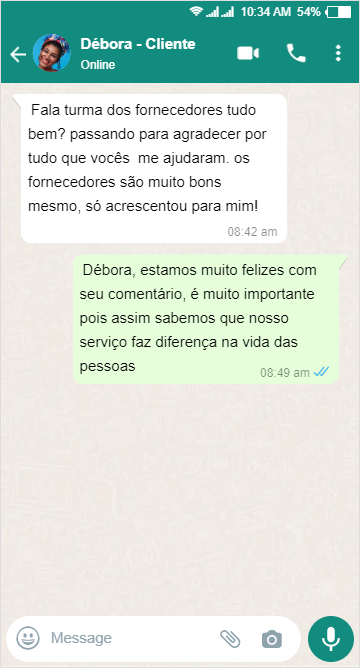 10:34 AM 54%
Débora - Cliente
Online
Fala turma dos fornecedores tudo
bem? passando para agradecer por
tudo que vocês me ajudaram. os
fornecedores são muito bons
mesmo, só acrescentou para mim!
08:42 am
Débora, estamos muito felizes com
seu comentário, é muito importante
pois assim sabemos que nosso
serviço faz diferença na vida das
pessoas
08:49 am
Message